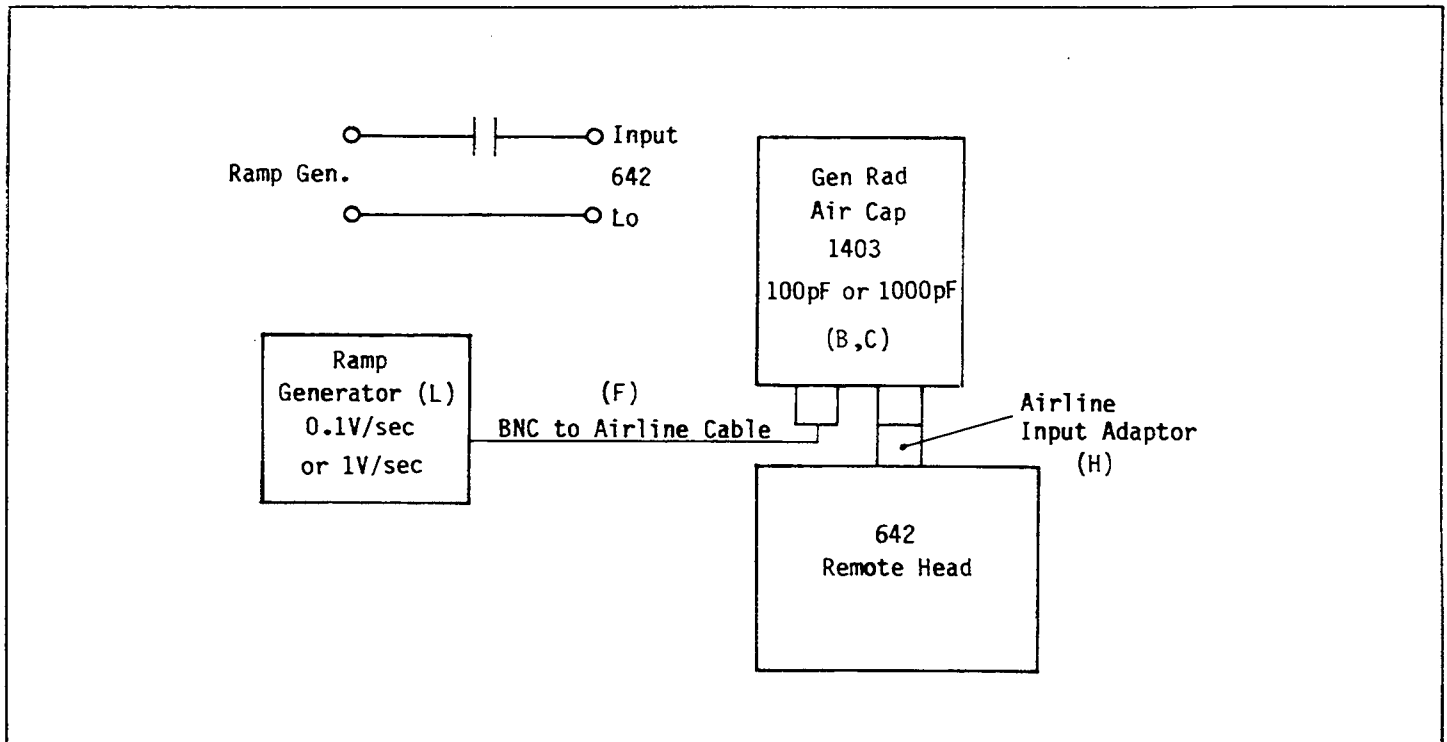 Input
Ramp Gen.
642
Lo
Gen Rad
Air Cap
1403
100pF or 1000pF
(B,C)
Ramp
Generator (L)
0.1V/sec
or 1V/sec
(F)
BNC to Airline Cable
Airline
Input Adaptor
(H)
642
Remote Head